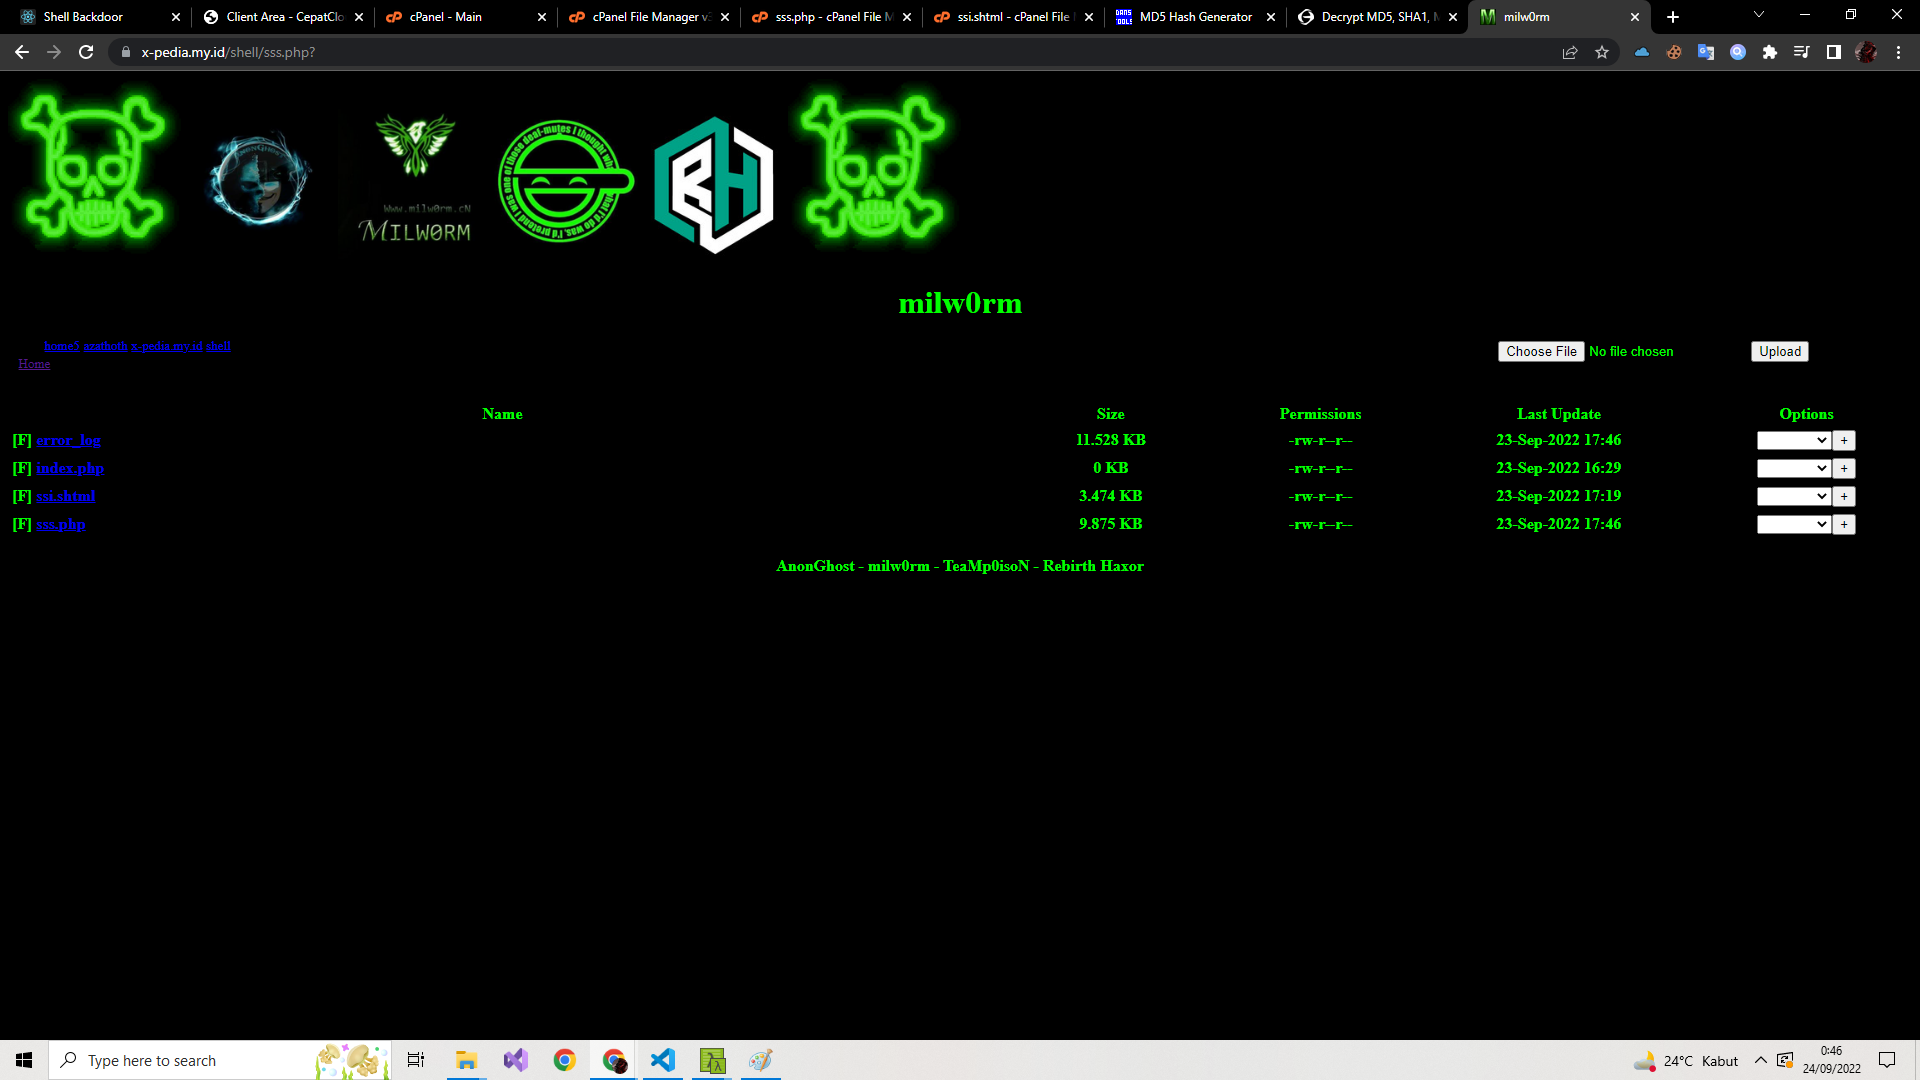 Shell Backdoor
Client Area - CepatClo
cPanel - Main
cPanel File Manager v
sss.php - cPanel File M
ssi.shtml - cPanel File
MD5 Hash Generator
Decrypt MD5, SHA1,
milw0rm
x-pedia.my.id/shell/sss.php?
Www.milw0rm.cN
MILW0RM
milw0rm
home5 azathoth x-pedia.my.id shell
Home
Choose File No file chosen Upload
Name Size Permissions Last Update Options
[F] error_log 11.528 KB -rw-r--r-- 23-Sep-2022 17:46 +
[F] index.php 0 KB -rw-r--r-- 23-Sep-2022 16:29 +
[F] ssi.shtml 3.474 KB -rw-r--r-- 23-Sep-2022 17:19 +
[F] sss.php 9.875 KB -rw-r--r-- 23-Sep-2022 17:46 +
AnonGhost - milw0rm - TeaMp0isoN - Rebirth Haxor
Type here to search
24°C Kabut
0:46
24/09/2022